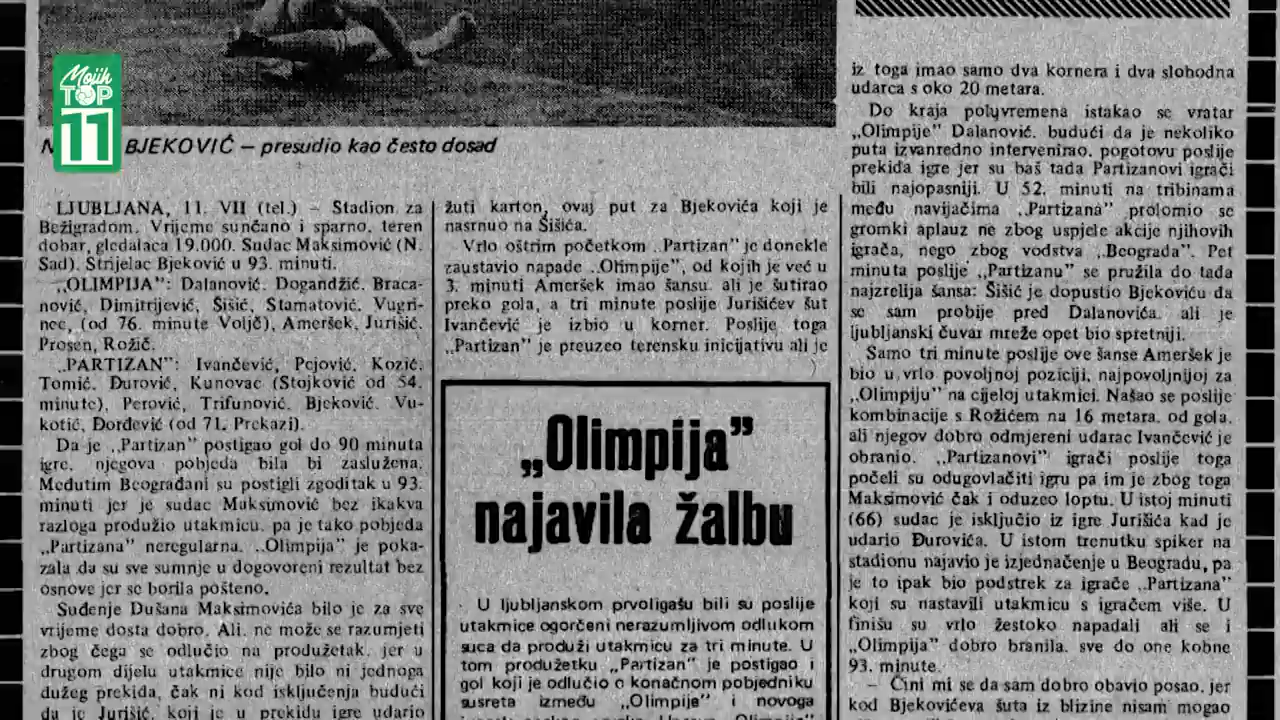 Mojih
TOP
11
BJEKOVIĆ — presudio kao često dosad
LJUBLJANA, 11. VII (tel.) — Stadion za
Bežigradom. Vrijeme sunčano i sparno, teren
dobar, gledalaca 19.000. Sudac Maksimović (N.
Sad). Strijelac Bjeković u 93. minuti.
„OLIMPIJA": Dalanović, Dogandžić, Braca-
nović, Dimitrijević, Šišić, Stamatović, Vugri-
nec, (od 76. minute Voljč), Ameršek, Jurišić,
Prosen, Rožič.
„PARTIZAN": Ivančević, Pejović, Kozić,
Tomić, Đurović, Kunovac (Stojković od 54.
minute), Perović, Trifunović, Bjeković, Vu-
kotić, Đorđević (od 71. Prekazi).
Da je „Partizan" postigao gol do 90 minuta
igre, njegova pobjeda bila bi zaslužena.
Međutim Beograđani su postigli zgoditak u 93.
minuti jer je sudac Maksimović bez ikakva
razloga produžio utakmicu, pa je tako pobjeda
„Partizana" neregularna. „Olimpija" je poka-
zala da su sve sumnje u dogovoreni rezultat bez
osnove jer se borila pošteno.
Suđenje Dušana Maksimovića bilo je za sve
vrijeme dosta dobro. Ali, ne može se razumjeti
zbog čega se odlučio na produžetak, jer u
drugom dijelu utakmice nije bilo ni jednoga
dužeg prekida, čak ni kod isključenja budući
da je Jurišić, koji je u prekidu igre udario
žuti karton, ovaj put za Bjekovića koji je
nasrnuo na Šišića.
Vrlo oštrim početkom „Partizan" je donekle
zaustavio napade „Olimpije", od kojih je već u
3. minuti Ameršek imao šansu, ali je šutirao
preko gola, a tri minute poslije Jurišićev šut
Ivančević je izbio u korner. Poslije toga
„Partizan" je preuzeo terensku inicijativu ali je
„Olimpija"
najavila žalbu
U ljubljanskom prvoligašu bili su poslije
utakmice ogorčeni nerazumljivom odlukom
suca da produži utakmicu za tri minute. U
tom produžetku „Partizan" je postigao i
gol koji je odlučio o konačnom pobjedniku
susreta između „Olimpije" i novoga
iz toga imao samo dva kornera i dva slobodna
udarca s oko 20 metara.
Do kraja poluvremena istakao se vratar
„Olimpije" Dalanović, budući da je nekoliko
puta izvanredno intervenirao, pogotovu poslije
prekida igre jer su baš tada Partizanovi igrači
bili najopasniji. U 52. minuti na tribinama
među navijačima „Partizana" prolomio se
gromki aplauz ne zbog uspjele akcije njihovih
igrača, nego zbog vodstva „Beograda". Pet
minuta poslije „Partizanu" se pružila do tada
najzrelija šansa: Šišić je dopustio Bjekoviću da
se sam probije pred Dalanovića, ali je
ljubljanski čuvar mreže opet bio spretniji.
Samo tri minute poslije ove šanse Ameršek je
bio u vrlo povoljnoj poziciji, najpovoljnijoj za
„Olimpiju" na cijeloj utakmici. Našao se poslije
kombinacije s Rožičem na 16 metara, od gola,
ali njegov dobro odmjereni udarac Ivančević je
obranio. „Partizanovi" igrači poslije toga
počeli su odugovlačiti igru pa im je zbog toga
Maksimović čak i oduzeo loptu. U istoj minuti
(66) sudac je isključio iz igre Jurišića kad je
udario Đurovića. U istom trenutku spiker na
stadionu najavio je izjednačenje u Beogradu, pa
je to ipak bio podstrek za igrače „Partizana"
koji su nastavili utakmicu s igračem više. U
finišu su vrlo žestoko napadali ali se i
„Olimpija" dobro branila, sve do one kobne
93. minute.
— Čini mi se da sam dobro obavio posao, jer
kod Bjekovićeva šuta iz blizine nisam mogao